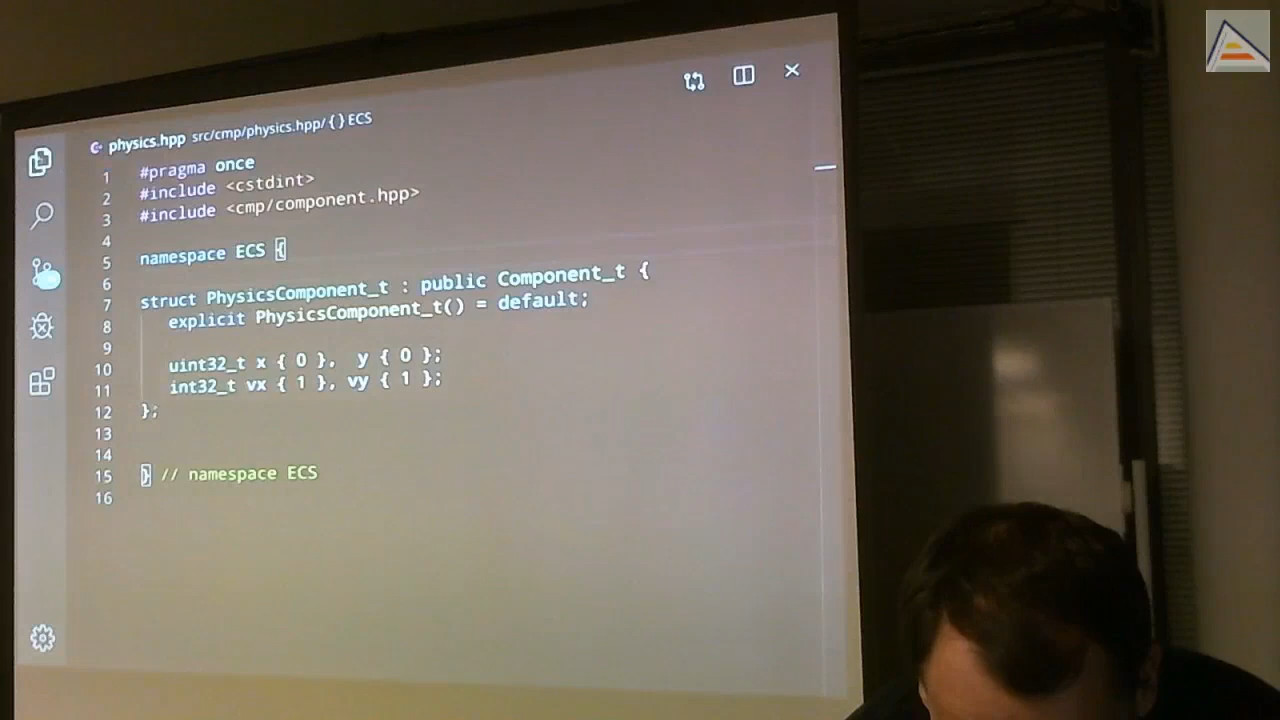 physics.hpp src/cmp/physics.hpp/{}ECS
1 #pragma once
2 #include <cstdint>
3 #include <cmp/component.hpp>
4
5 namespace ECS {
6
7 struct PhysicsComponent_t : public Component_t {
8 explicit PhysicsComponent_t() = default;
9
10 uint32_t x { 0 }, y { 0 };
11 int32_t vx { 1 }, vy { 1 };
12 };
13
14
15 } // namespace ECS
16